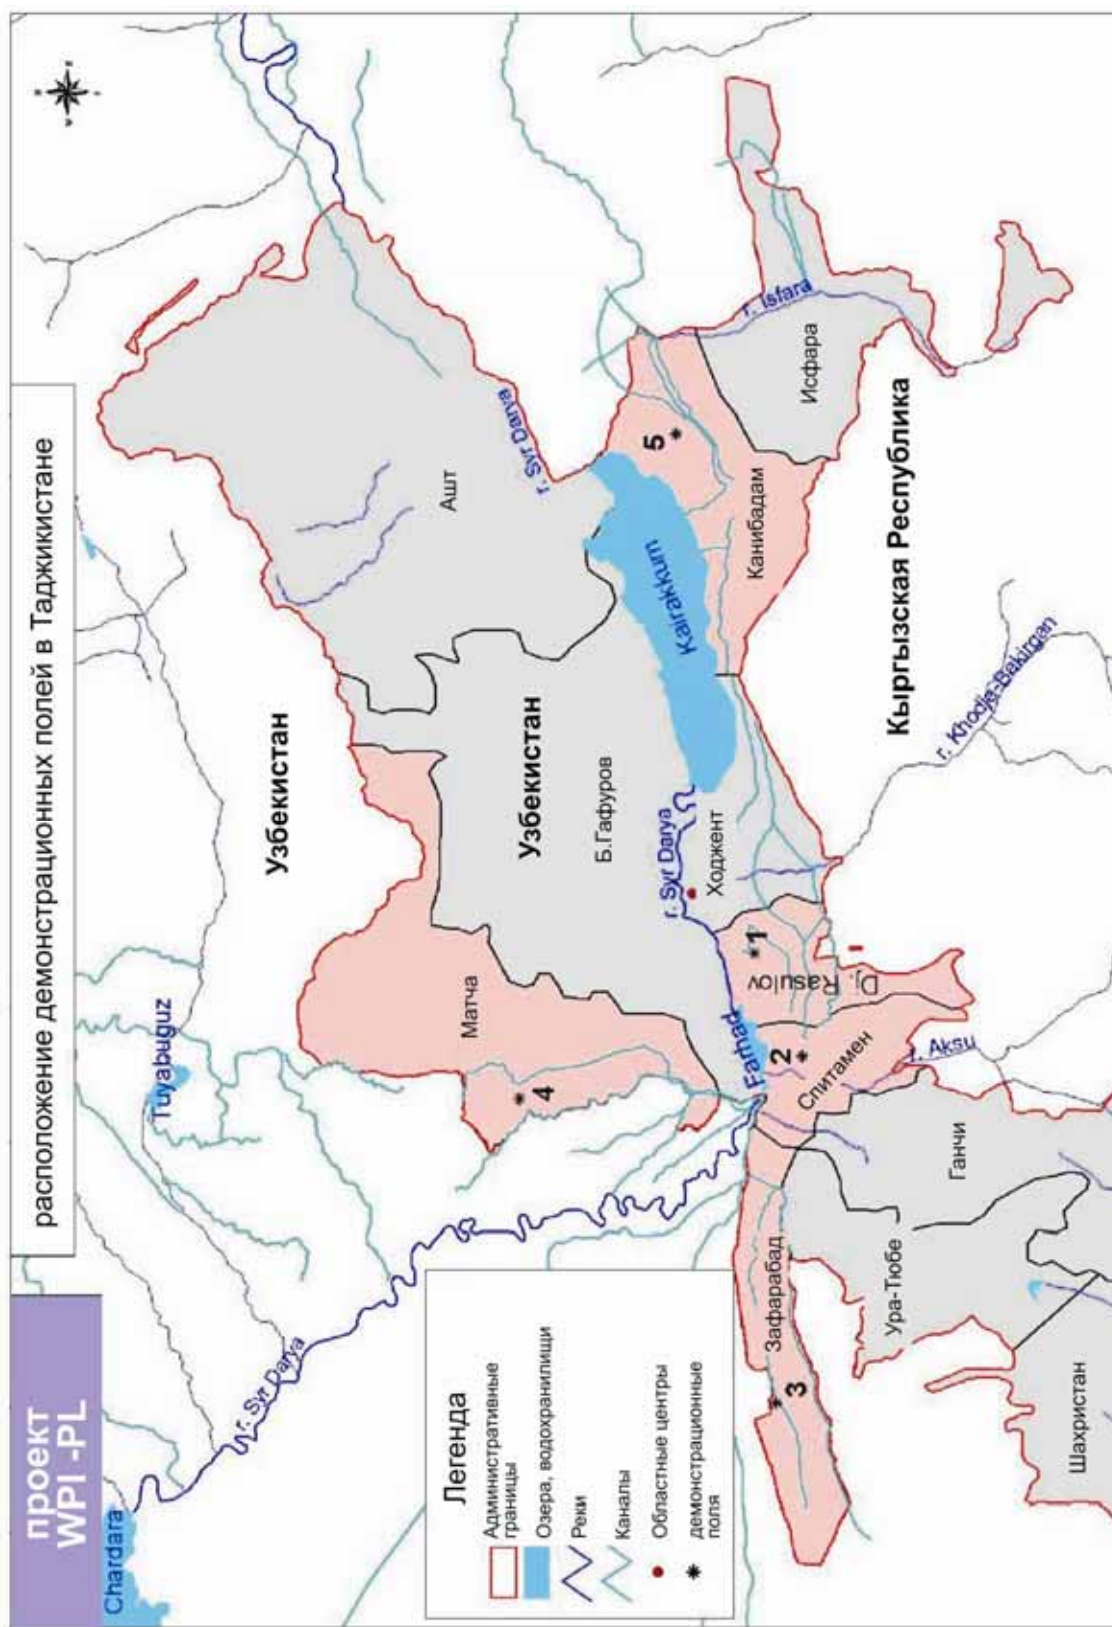 проект
WPI -PL
расположение демонстрационных полей в Таджикистане
Chardara
r. Syr Darya
Tuyabuguz
Узбекистан
Матча
4
Узбекистан
Б.Гафуров
Ашт
r. Syr Darya
r. Syr Darya
Ходжент
Kairakkum
5
Канибадам
r. Isfara
Исфара
Farhad
1
Dj. Rasulov
2
Спитамен
r. Aksu
Зафарабад
3
Ганчи
Ура-Тюбе
Шахристан
r. Khodja-Bakirgan
Кыргызская Республика
Легенда
Административные
границы
Озера, водохранилищи
Реки
Каналы
Областные центры
демонстрационные
поля